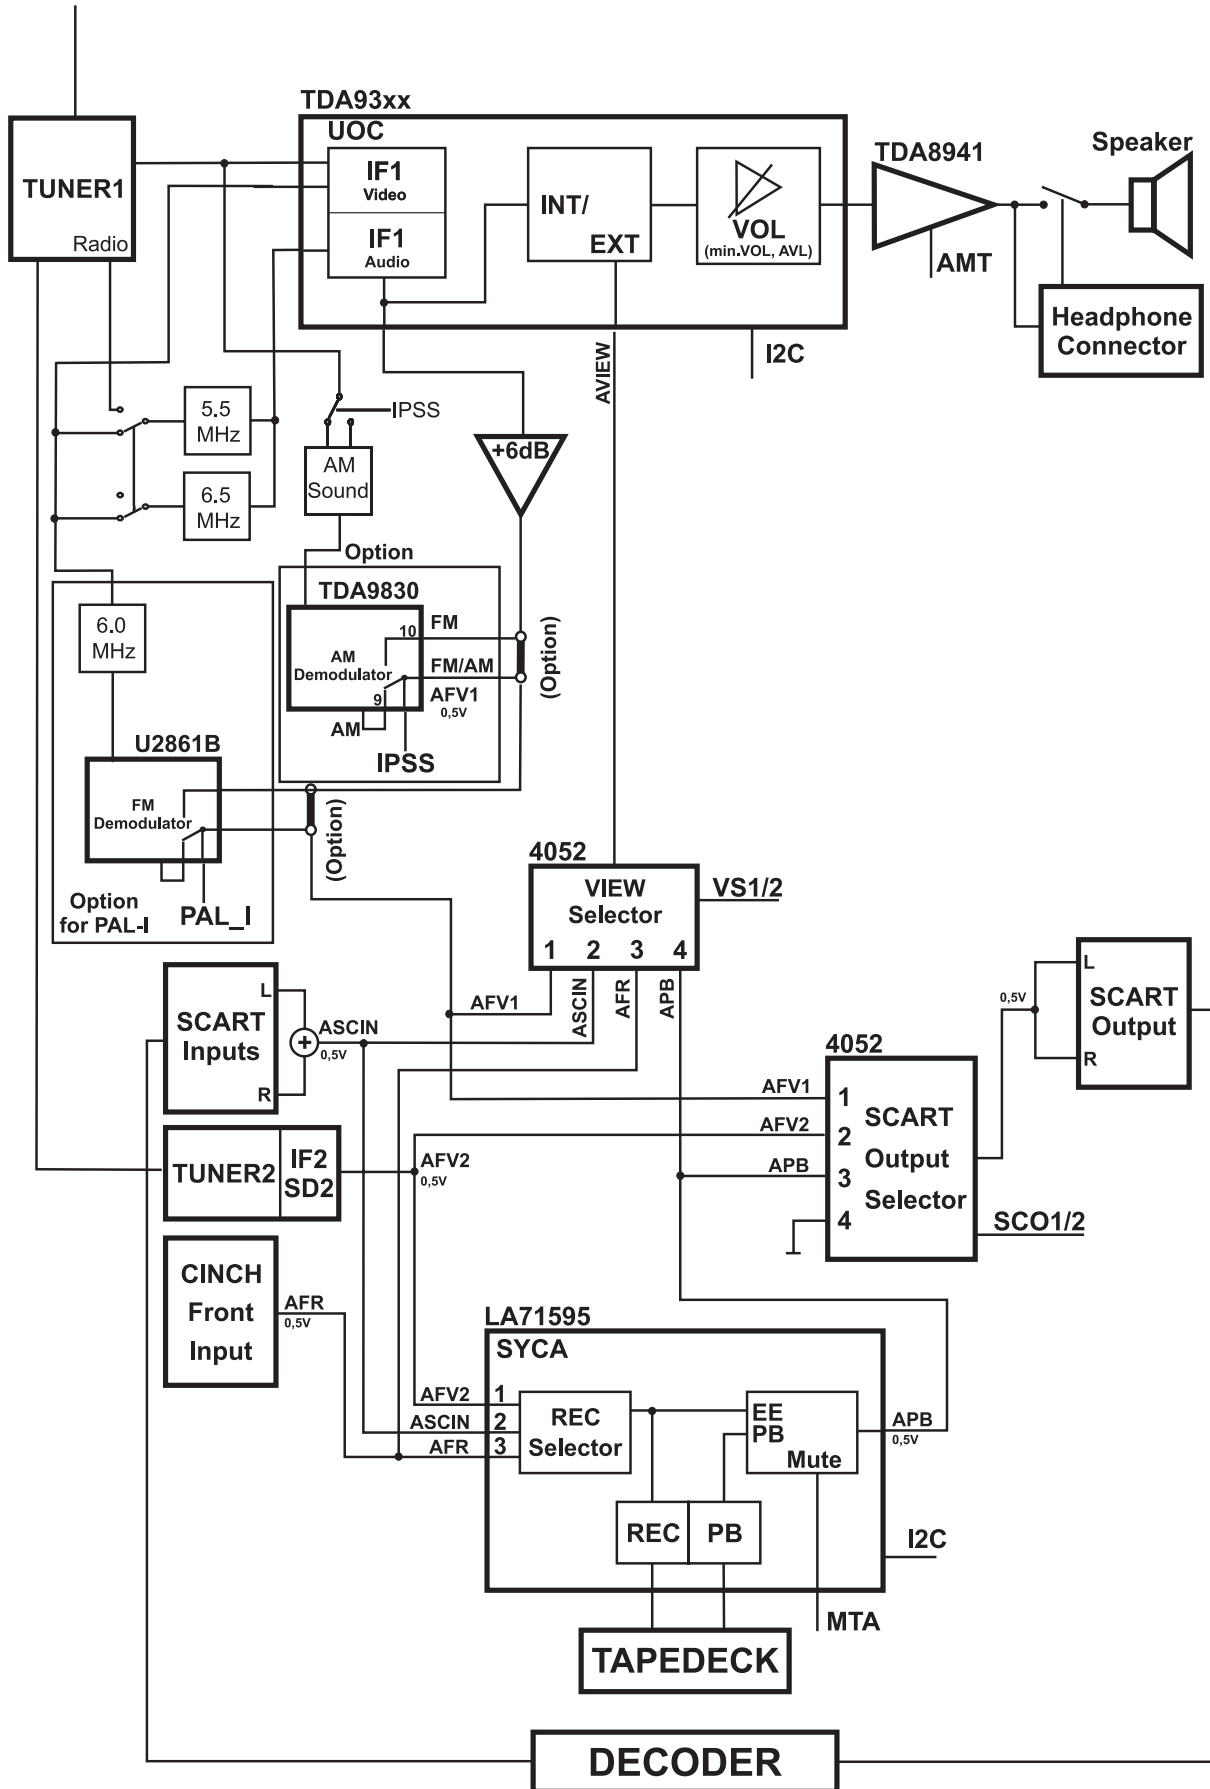 TDA93xx
UOC
TUNER1
Radio
IF1
Video
IF1
Audio
INT/
EXT
VOL
(min.VOL, AVL)
TDA8941
AMT
Speaker
Headphone
Connector
I2C
AVIEW
5.5
MHz
6.5
MHz
IPSS
AM
Sound
+6dB
Option
TDA9830
10
FM
AM
Demodulator
FM/AM
9
AFV1
0,5V
AM
IPSS
(Option)
6.0
MHz
U2861B
FM
Demodulator
Option
for PAL-I
PAL_I
(Option)
4052
VIEW
Selector
1 2 3 4
VS1/2
AFV1
ASCIN
AFR
APB
SCART
Inputs
L
R
+
ASCIN
0,5V
TUNER2
IF2
SD2
AFV2
0,5V
CINCH
Front
Input
AFR
0,5V
4052
AFV1
1
AFV2
2
APB
3
4
SCART
Output
Selector
SCO1/2
0,5V
L
R
SCART
Output
LA71595
SYCA
AFV2
1
ASCIN
2
AFR
3
REC
Selector
EE
PB
Mute
APB
0,5V
REC
PB
I2C
MTA
TAPEDECK
DECODER